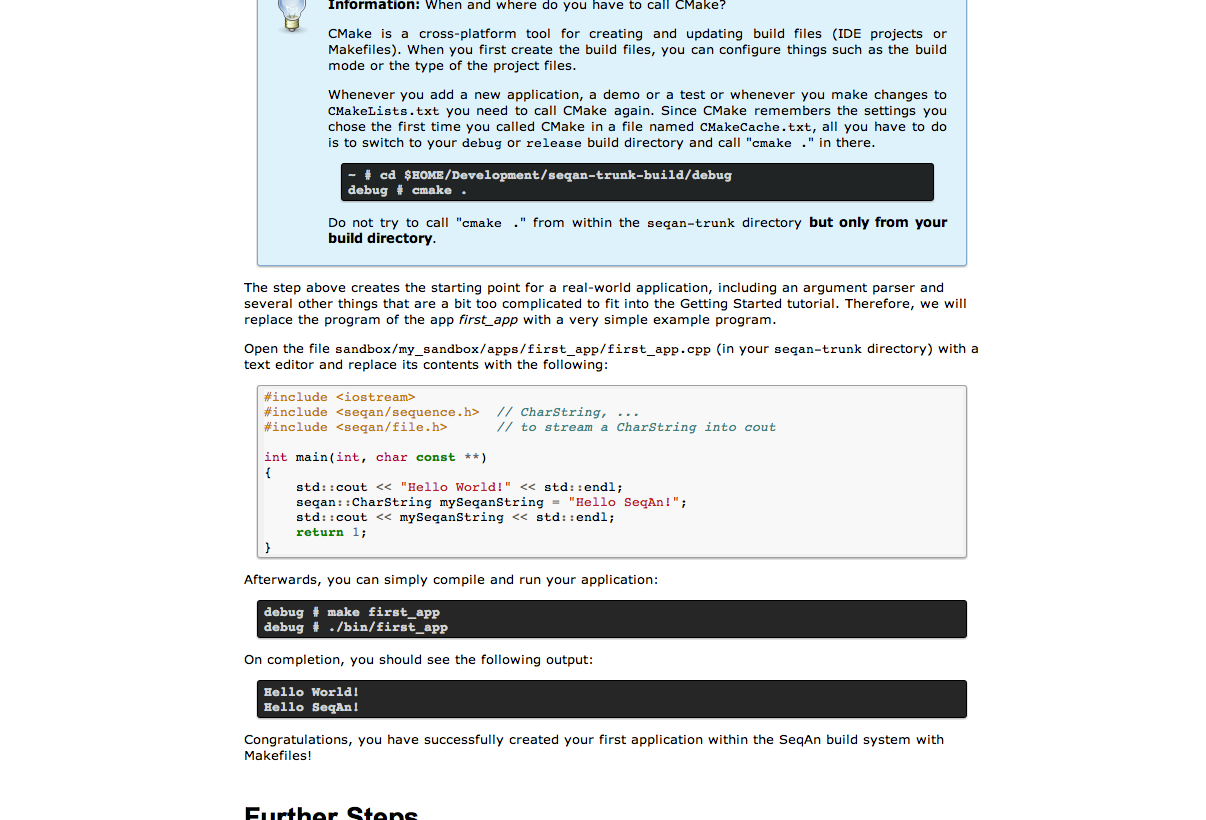 Information: When and where do you have to call CMake?
CMake is a cross-platform tool for creating and updating build files (IDE projects or
Makefiles). When you first create the build files, you can configure things such as the build
mode or the type of the project files.
Whenever you add a new application, a demo or a test or whenever you make changes to
CMakeLists.txt you need to call CMake again. Since CMake remembers the settings you
chose the first time you called CMake in a file named CMakeCache.txt, all you have to do
is to switch to your debug or release build directory and call "cmake ." in there.
~ # cd $HOME/Development/seqan-trunk-build/debug
debug # cmake .
Do not try to call "cmake ." from within the seqan-trunk directory but only from your
build directory.
The step above creates the starting point for a real-world application, including an argument parser and
several other things that are a bit too complicated to fit into the Getting Started tutorial. Therefore, we will
replace the program of the app first_app with a very simple example program.
Open the file sandbox/my_sandbox/apps/first_app/first_app.cpp (in your seqan-trunk directory) with a
text editor and replace its contents with the following:
#include <iostream>
#include <seqan/sequence.h>  // CharString, ...
#include <seqan/file.h>      // to stream a CharString into cout
int main(int, char const **)
{
    std::cout << "Hello World!" << std::endl;
    seqan::CharString mySeqanString = "Hello SeqAn!";
    std::cout << mySeqanString << std::endl;
    return 1;
}
Afterwards, you can simply compile and run your application:
debug # make first_app
debug # ./bin/first_app
On completion, you should see the following output:
Hello World!
Hello SeqAn!
Congratulations, you have successfully created your first application within the SeqAn build system with
Makefiles!
Further Steps